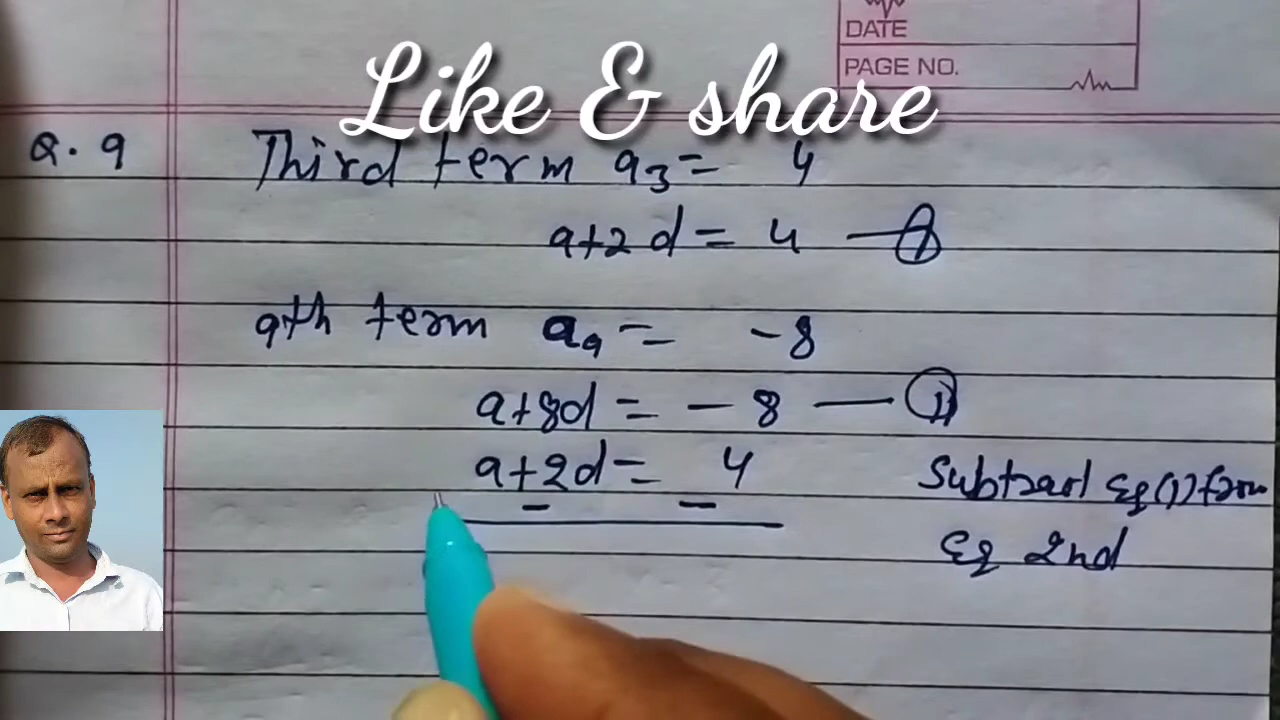 DATE
PAGE NO.
Like & share
Q. 9 Third term a3 = 4
a+2d = 4 — (I)
9th term a9 = -8
a+8d = -8 — (II)
a+2d = 4 Subtract Eq (1) from
- -
Eq 2nd